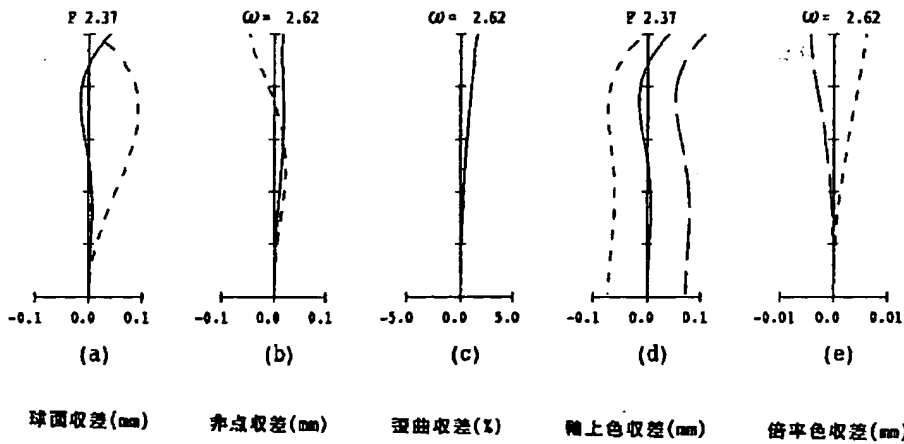 F 2.37
ω= 2.62
ω= 2.62
F 2.37
ω= 2.62
-0.1 0.0 0.1
-0.1 0.0 0.1
-5.0 0.0 5.0
-0.1 0.0 0.1
-0.01 0.0 0.01
(a)
(b)
(c)
(d)
(e)
球面収差(mm)
非点収差(mm)
歪曲収差(%)
軸上色収差(mm)
倍率色収差(mm)